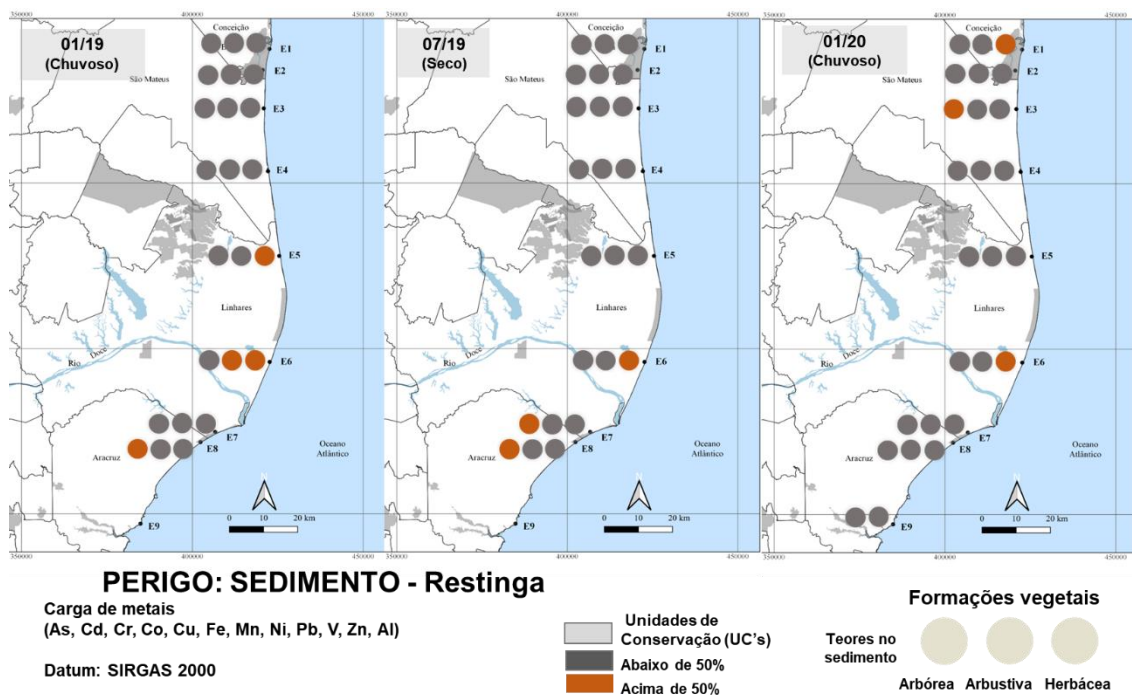 01/19
(Chuvoso)
Conceição
São Mateus
E1
E2
E3
E4
E5
Linhares
Rio Doce
E6
E7
E8
Aracruz
Oceano
Atlântico
E9
N
0 10 20 km
350000 400000 450000
07/19
(Seco)
Conceição
São Mateus
E1
E2
E3
E4
E5
Linhares
Rio Doce
E6
E7
E8
Aracruz
Oceano
Atlântico
E9
N
0 10 20 km
350000 400000 450000
01/20
(Chuvoso)
Conceição
São Mateus
E1
E2
E3
E4
E5
Linhares
Rio Doce
E6
E7
E8
Aracruz
Oceano
Atlântico
E9
N
0 10 20 km
350000 400000 450000
PERIGO: SEDIMENTO - Restinga
Carga de metais
(As, Cd, Cr, Co, Cu, Fe, Mn, Ni, Pb, V, Zn, Al)
Datum: SIRGAS 2000
Unidades de
Conservação (UC's)
Abaixo de 50%
Acima de 50%
Formações vegetais
Teores no
sedimento
Arbórea Arbustiva Herbácea